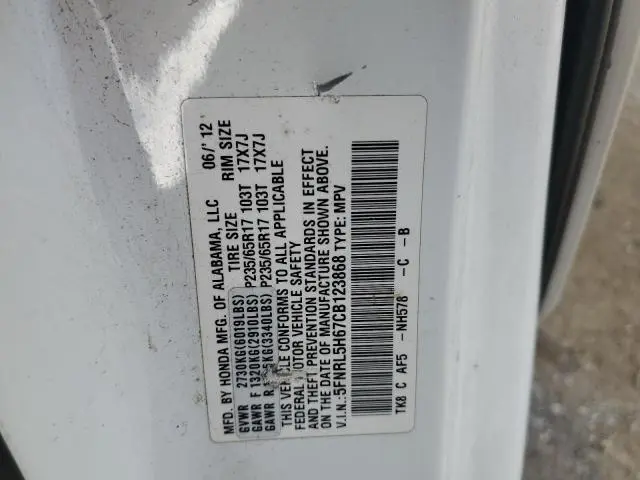 MFD. BY HONDA MFG. OF ALABAMA, LLC 06/'12
TIRE SIZE RIM SIZE
GVWR 2730KG(6019LBS)
GAWR F 1320KG(2910LBS) P235/65R17 103T 17X7J
GAWR R KG(3340LBS) P235/65R17 103T 17X7J
THIS VEHICLE CONFORMS TO ALL APPLICABLE
FEDERAL MOTOR VEHICLE SAFETY
AND THEFT PREVENTION STANDARDS IN EFFECT
ON THE DATE OF MANUFACTURE SHOWN ABOVE.
V.I.N.:5FNRL5H67CB123868 TYPE: MPV
TK8 C AF5 -NH578 -C -B